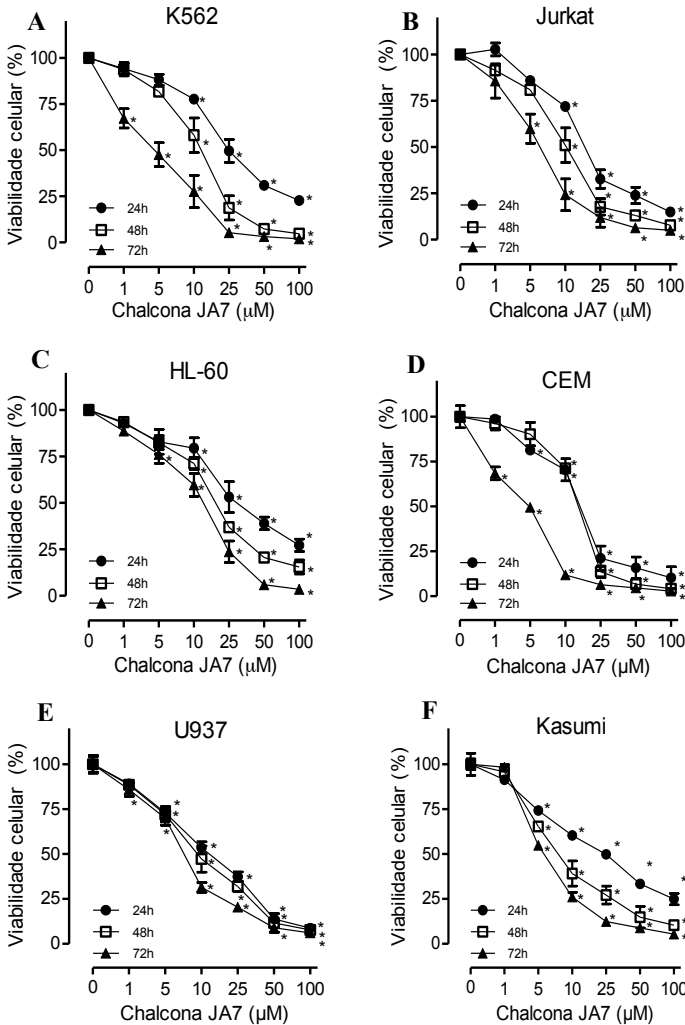 A
K562
Viabilidade celular (%)
100
75
50
25
0
24h
48h
72h
0 1 5 10 25 50 100
Chalcona JA7 (μM)
B
Jurkat
Viabilidade celular (%)
100
75
50
25
0
24h
48h
72h
0 1 5 10 25 50 100
Chalcona JA7 (μM)
C
HL-60
Viabilidade celular (%)
100
75
50
25
0
24h
48h
72h
0 1 5 10 25 50 100
Chalcona JA7 (μM)
D
CEM
Viabilidade celular (%)
100
75
50
25
0
24h
48h
72h
0 1 5 10 25 50 100
Chalcona JA7 (μM)
E
U937
Viabilidade celular (%)
100
75
50
25
0
24h
48h
72h
0 1 5 10 25 50 100
Chalcona JA7 (μM)
F
Kasumi
Viabilidade celular (%)
100
75
50
25
0
24h
48h
72h
0 1 5 10 25 50 100
Chalcona JA7 (μM)